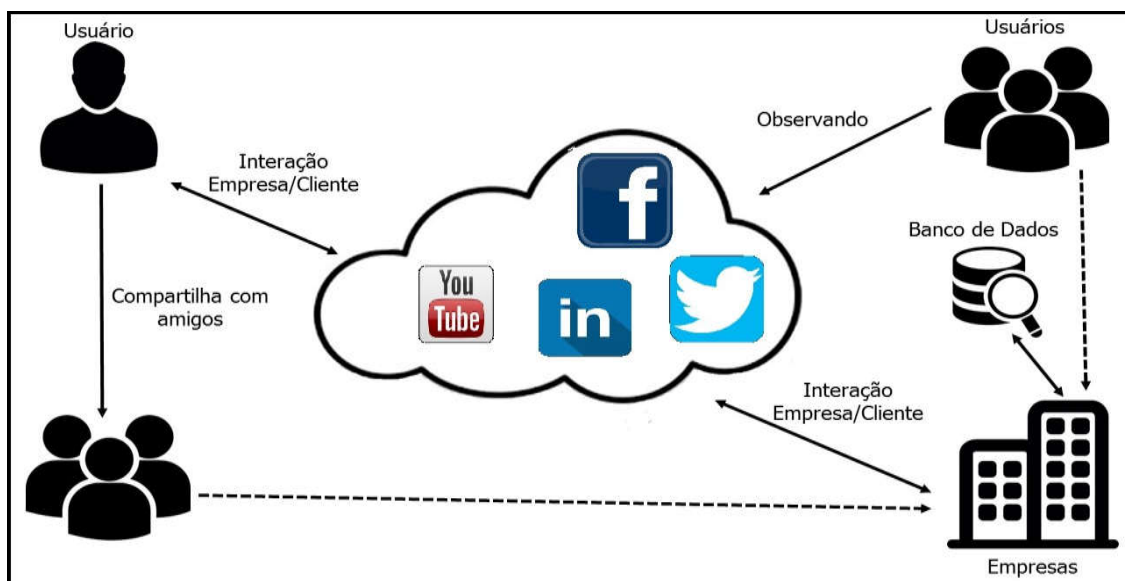 Usuário
Usuários
Observando
Interação
Empresa/Cliente
f
Banco de Dados
You
Tube
in
Compartilha com
amigos
Interação
Empresa/Cliente
Empresas